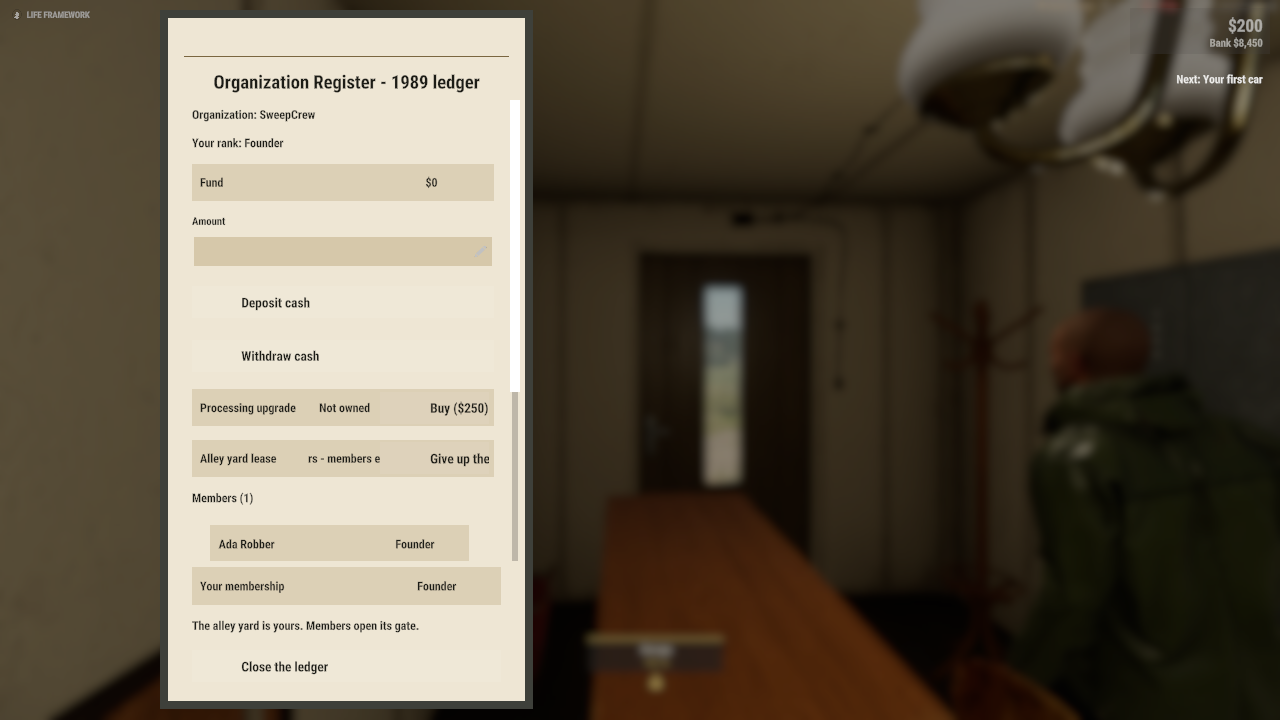 LIFE FRAMEWORK
$200
Bank $8,450
Next: Your first car
Organization Register - 1989 ledger
Organization: SweepCrew
Your rank: Founder
Fund $0
Amount
Deposit cash
Withdraw cash
Processing upgrade Not owned Buy ($250)
Alley yard lease rs - members e Give up the
Members (1)
Ada Robber Founder
Your membership Founder
The alley yard is yours. Members open its gate.
Close the ledger